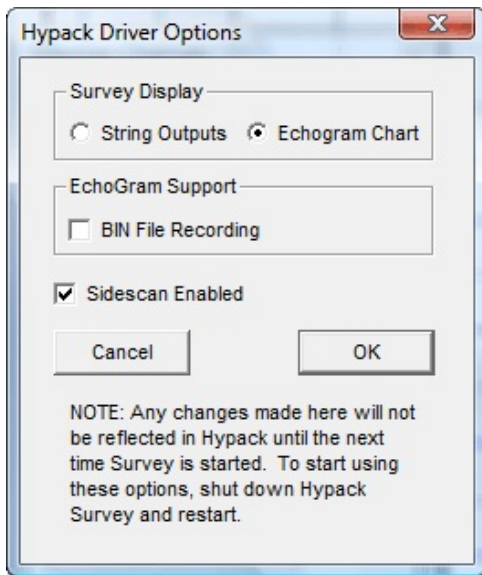 Hypack Driver Options
Survey Display
String Outputs Echogram Chart
EchoGram Support
BIN File Recording
Sidescan Enabled
Cancel OK
NOTE: Any changes made here will not
be reflected in Hypack until the next
time Survey is started. To start using
these options, shut down Hypack
Survey and restart.